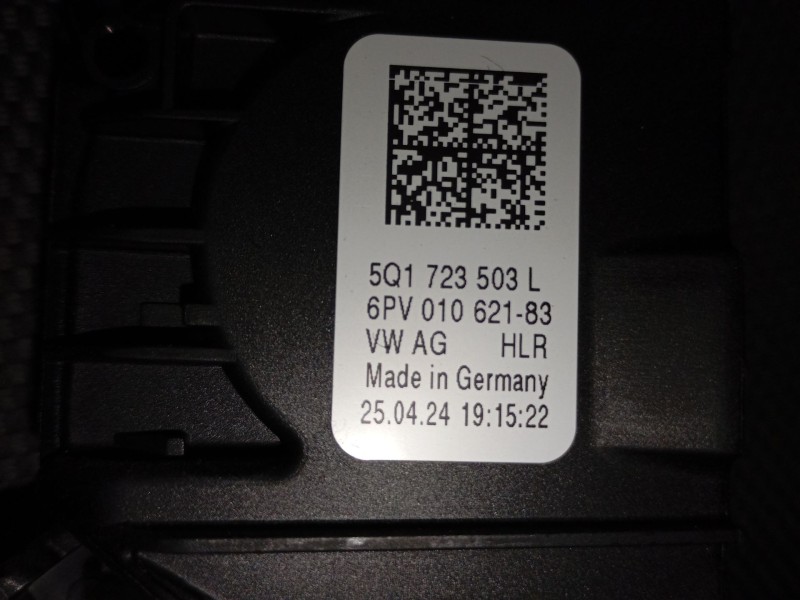 5Q1 723 503 L
6PV 010 621-83
VW AG HLR
Made in Germany
25.04.24 19:15:22